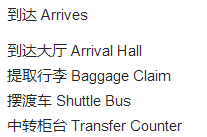 到达 Arrives
到达大厅 Arrival Hall
提取行李 Baggage Claim
摆渡车 Shuttle Bus
中转柜台 Transfer Counter